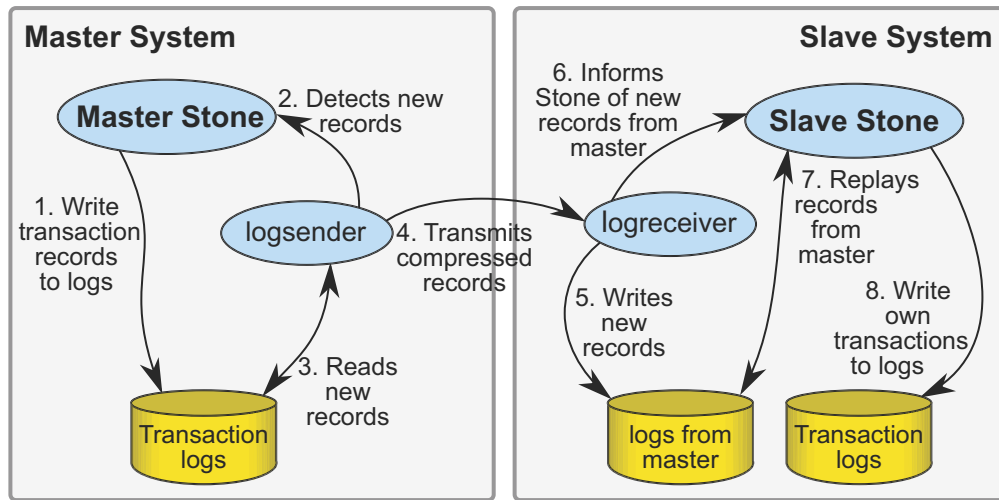 Master System
Master Stone
2. Detects new
records
1. Write
transaction
records
to logs
logsender
4. Transmits
compressed
records
3. Reads
new
records
Transaction
logs
Slave System
6. Informs
Stone of new
records from
master
Slave Stone
logreceiver
7. Replays
records
from
master
5. Writes
new
records
8. Write
own
transactions
to logs
logs from
master
Transaction
logs